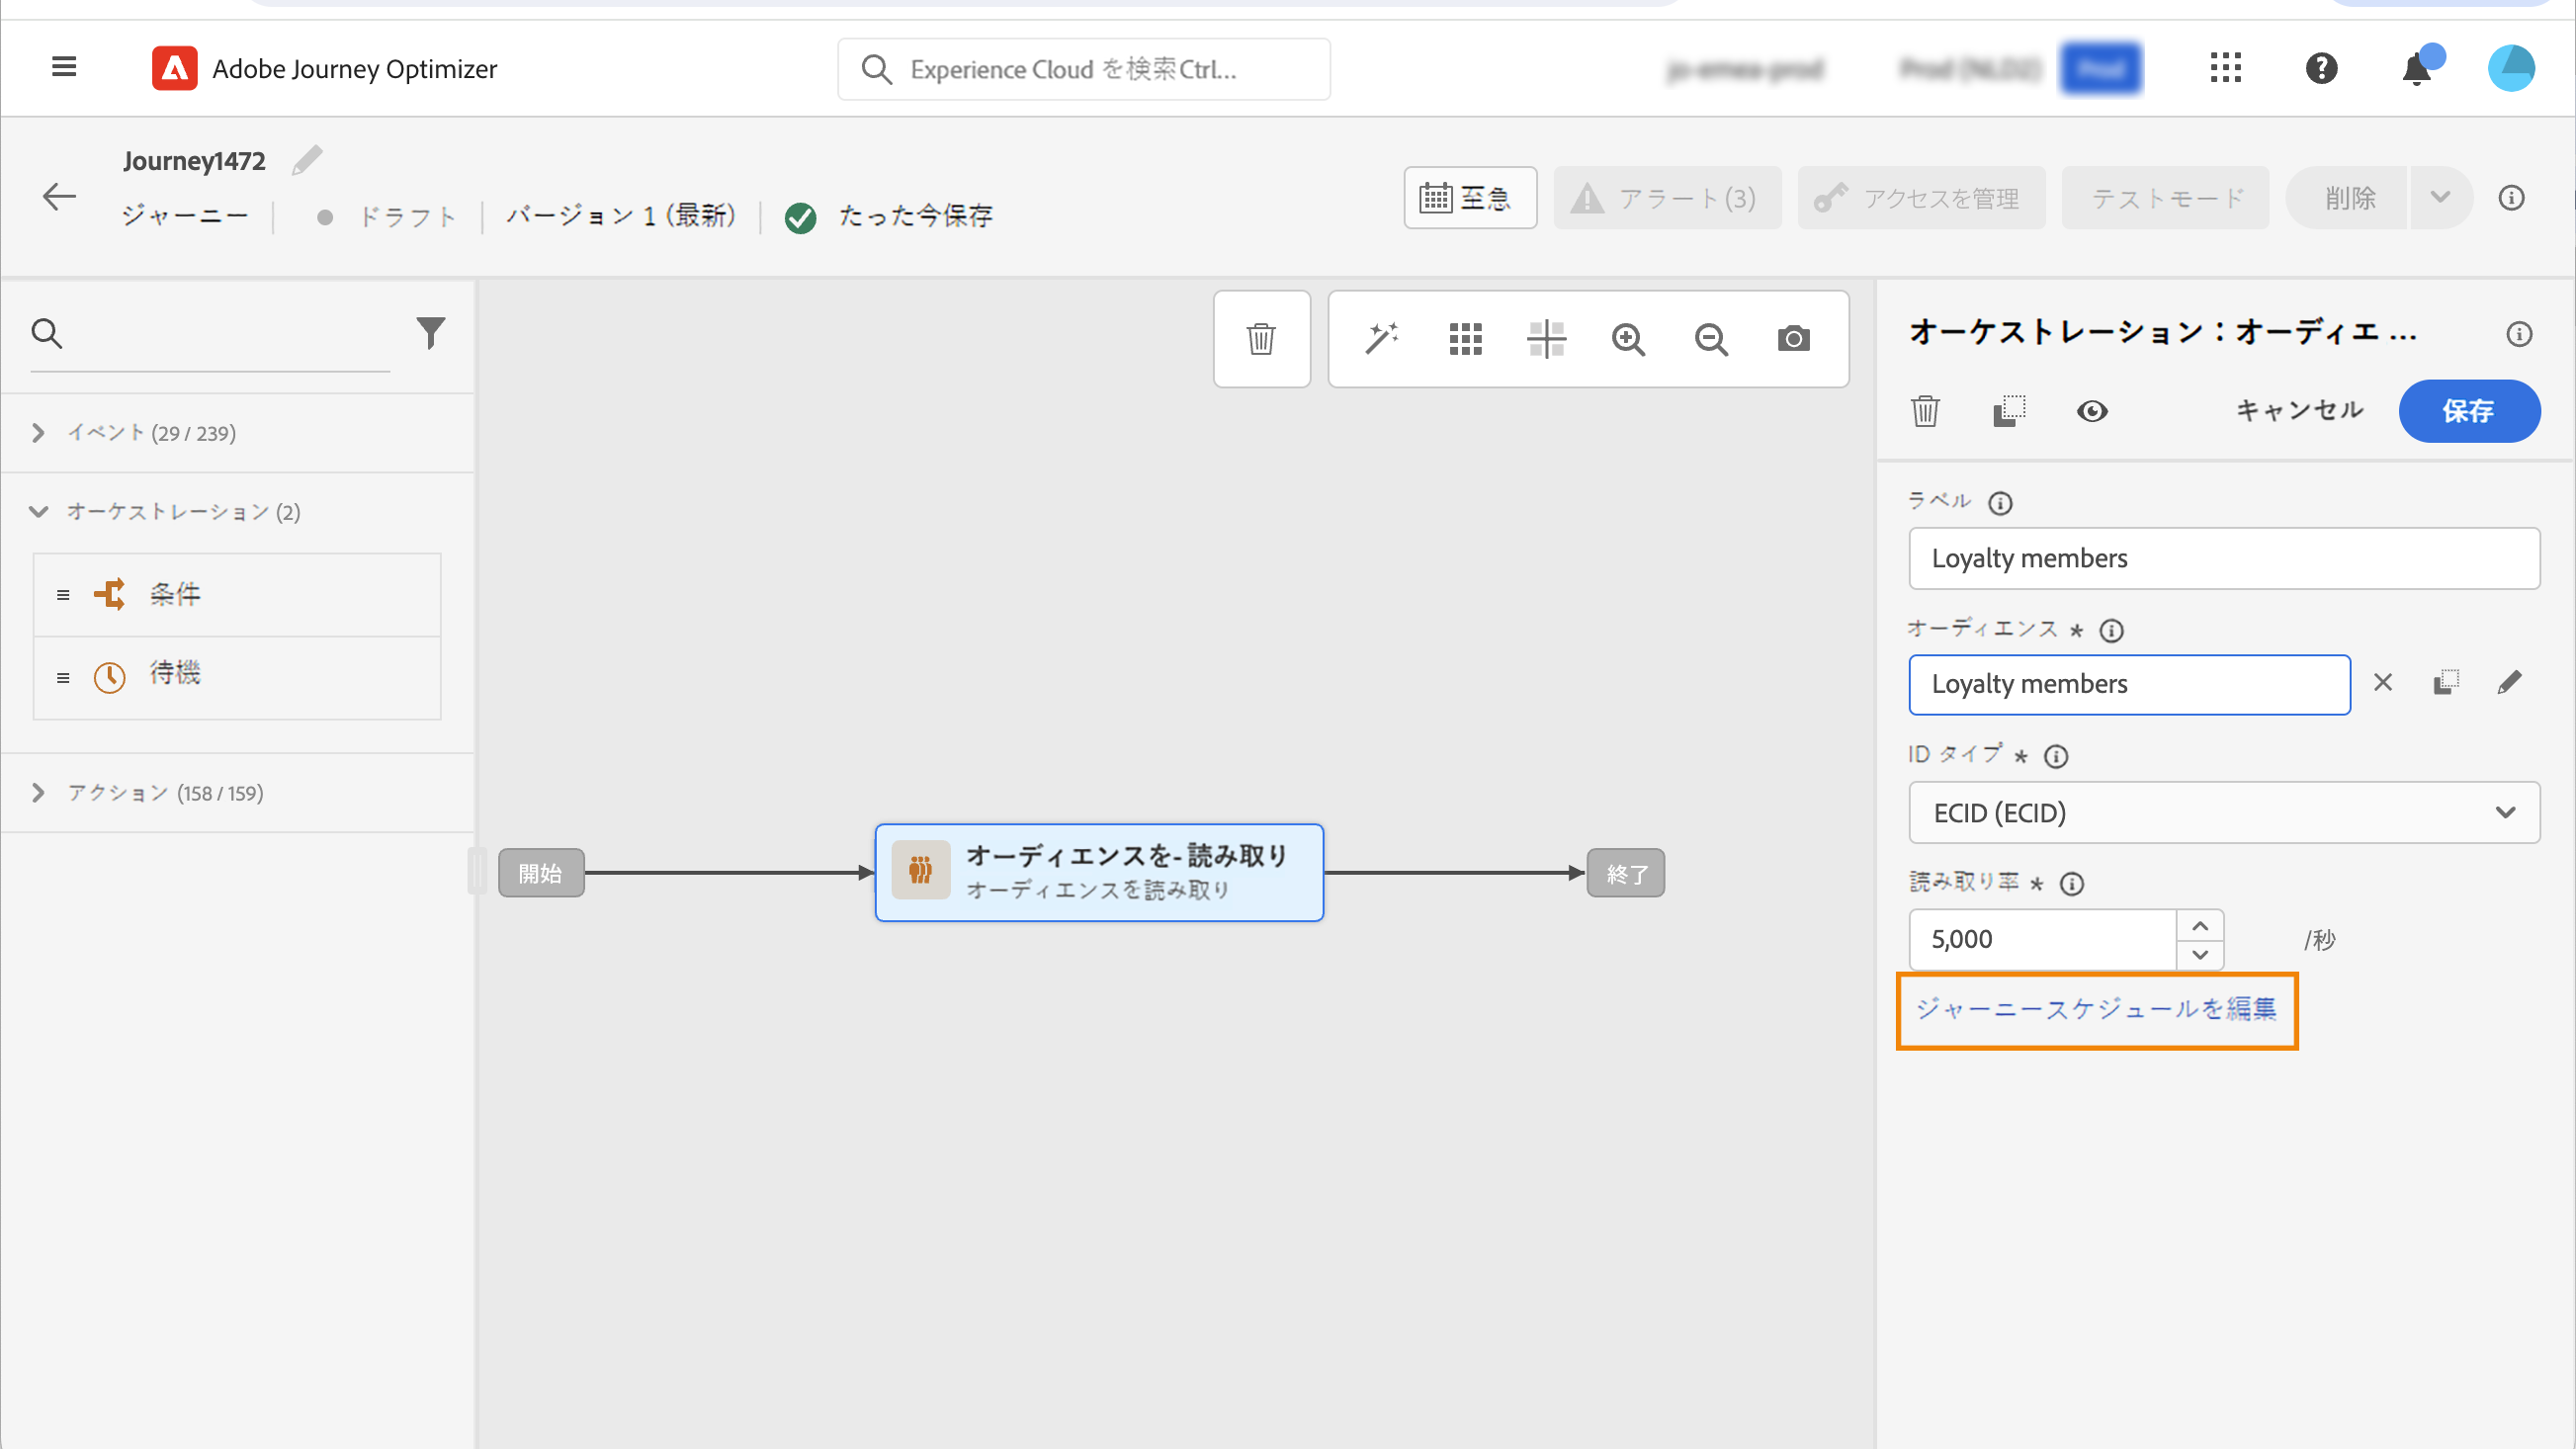 Adobe Journey Optimizer
Experience Cloud を検索Ctrl...
jo-emea-prod
Prod (NLD2)
Prod
Journey1472
ジャーニー
ドラフト
バージョン 1 (最新)
たった今保存
至急
アラート(3)
アクセスを管理
テストモード
削除
イベント (29 / 239)
オーケストレーション (2)
条件
待機
アクション (158 / 159)
開始
オーディエンスを- 読み取り
オーディエンスを読み取り
終了
オーケストレーション：オーディエ ...
キャンセル
保存
ラベル
Loyalty members
オーディエンス *
Loyalty members
ID タイプ *
ECID (ECID)
読み取り率 *
5,000
/秒
ジャーニースケジュールを編集